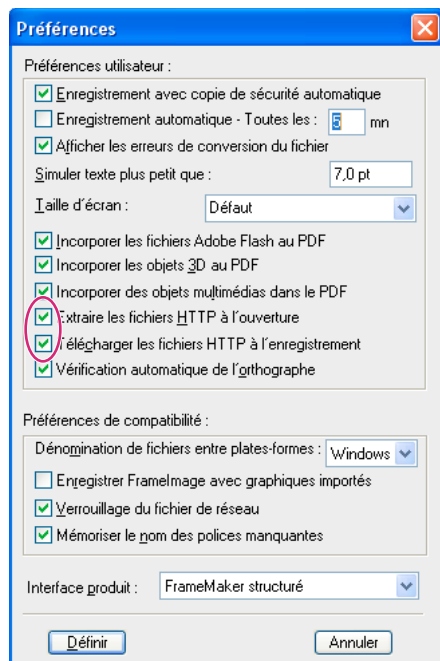 Préférences
Préférences utilisateur :
Enregistrement avec copie de sécurité automatique
Enregistrement automatique - Toutes les : 5 mn
Afficher les erreurs de conversion du fichier
Simuler texte plus petit que : 7,0 pt
Taille d'écran : Défaut
Incorporer les fichiers Adobe Flash au PDF
Incorporer les objets 3D au PDF
Incorporer des objets multimédias dans le PDF
Extraire les fichiers HTTP à l'ouverture
Télécharger les fichiers HTTP à l'enregistrement
Vérification automatique de l'orthographe
Préférences de compatibilité :
Dénomination de fichiers entre plates-formes : Windows
Enregistrer FrameImage avec graphiques importés
Verrouillage du fichier de réseau
Mémoriser le nom des polices manquantes
Interface produit : FrameMaker structuré
Définir Annuler